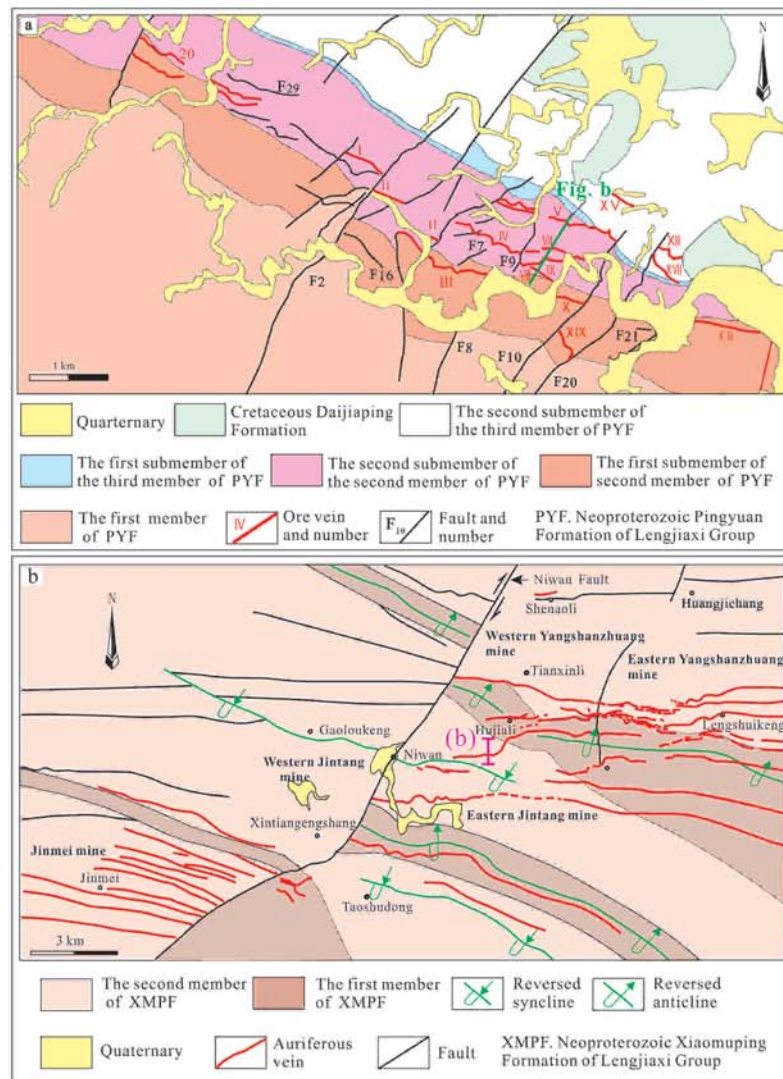 a
N
20
F29
I
II
Fig. b
XV
V
II
IV
VII
XII
F7
F9
IX
XVII
F2
F16
III
X
XIX
F21
F8
F10
F20
1 km
Quarternary
Cretaceous Daijiaping
Formation
The second submember of
the third member of PYF
The first submember of
the third member of PYF
The second submember of
the second member of PYF
The first submember of
second member of PYF
The first member
of PYF
IV
Ore vein
and number
F10
Fault and
number
PYF. Neoproterozoic Pingyuan
Formation of Lengjiaxi Group
b
N
Niwan Fault
Shenaoli
Huangjichang
Western Yangshanzhuang
mine
Eastern Yangshanzhuang
mine
Tianxinli
Hujiali
Lengshuikeng
Gaoloukeng
(b)
Niwan
Western Jintang
mine
Eastern Jintang mine
Xintiangengshang
Jinmei mine
Jinmei
Taoshudong
3 km
The second member
of XMPF
The first member
of XMPF
Reversed
syncline
Reversed
anticline
Quaternary
Auriferous
vein
Fault
XMPF. Neoproterozoic Xiaomuping
Formation of Lengjiaxi Group